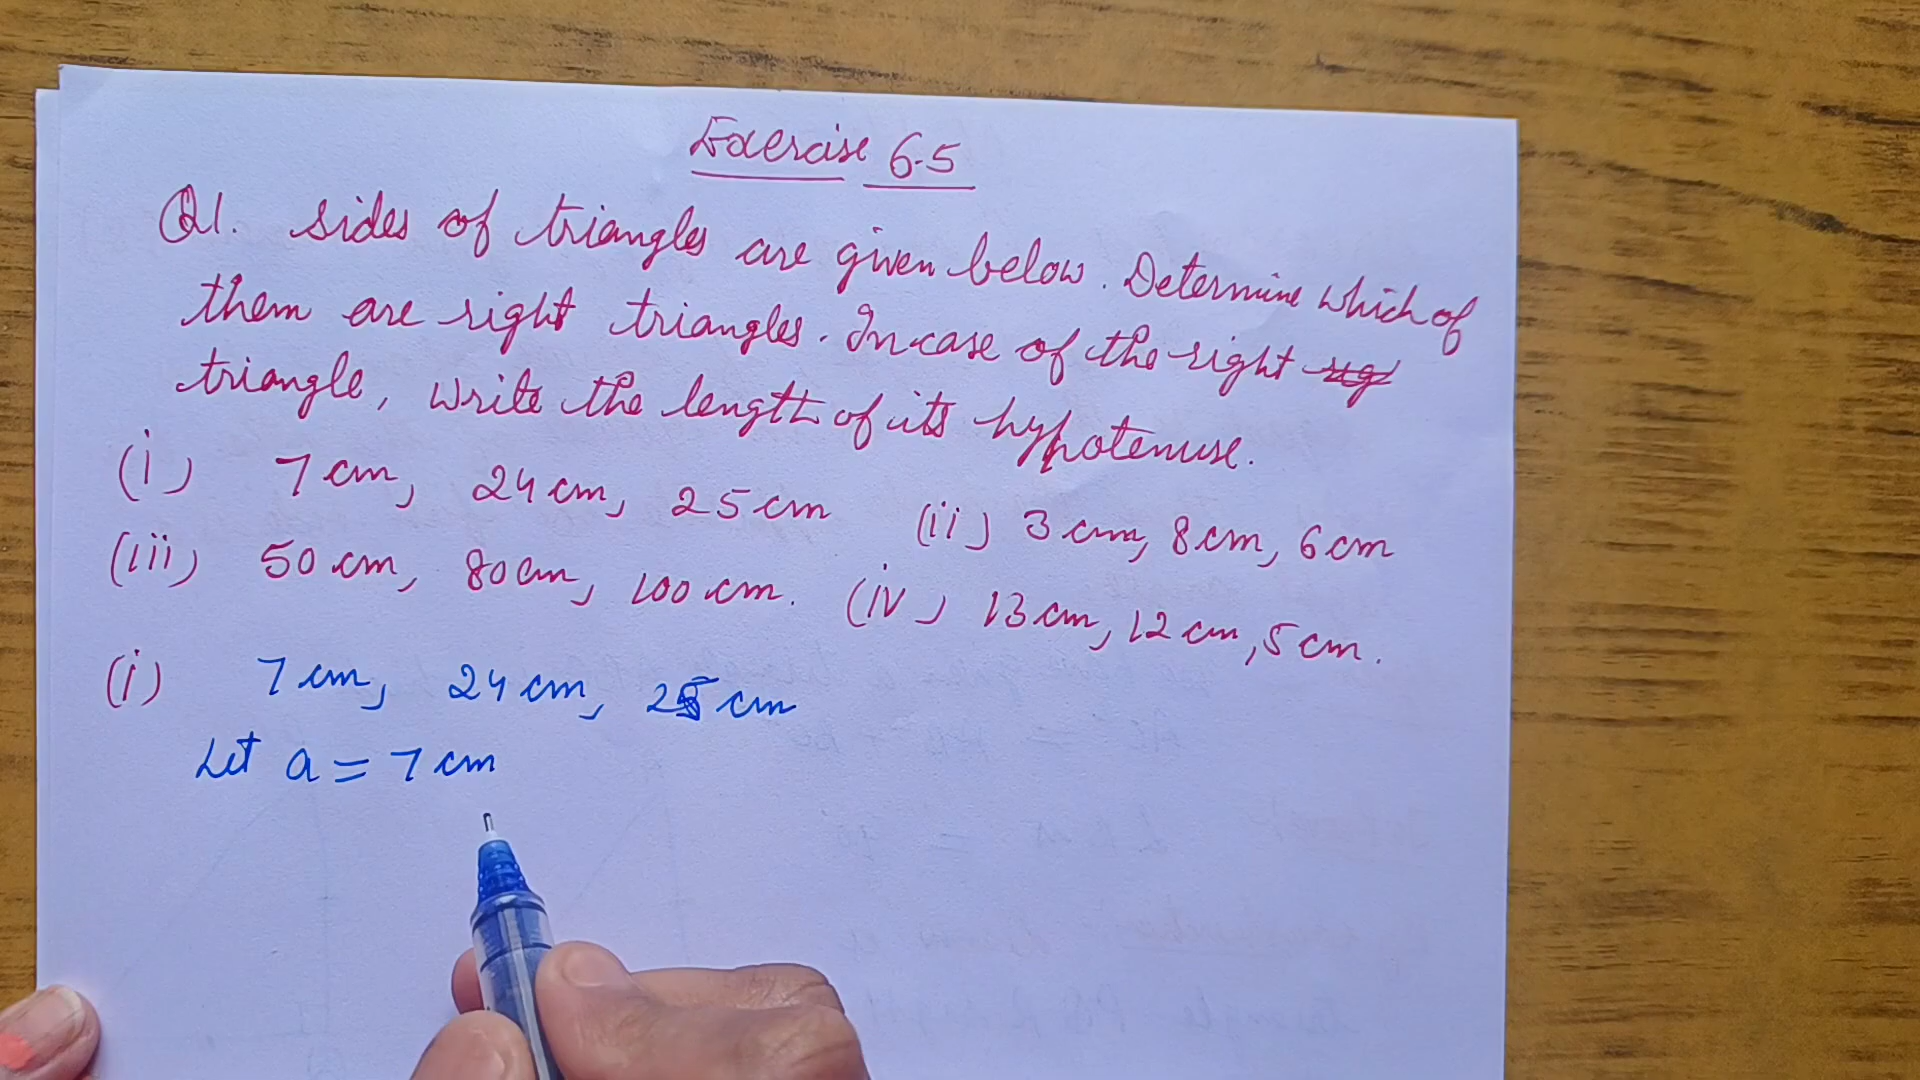 Exercise 6.5
Q1. sides of triangles are given below. Determine which of
them are right triangles. In case of the right
triangle, write the length of its hypotenuse.
(i) 7 cm, 24 cm, 25 cm (ii) 3 cm, 8 cm, 6 cm
(iii) 50 cm, 80 cm, 100 cm. (iv) 13 cm, 12 cm, 5 cm.
(i) 7 cm, 24 cm, 25 cm
Let a = 7 cm